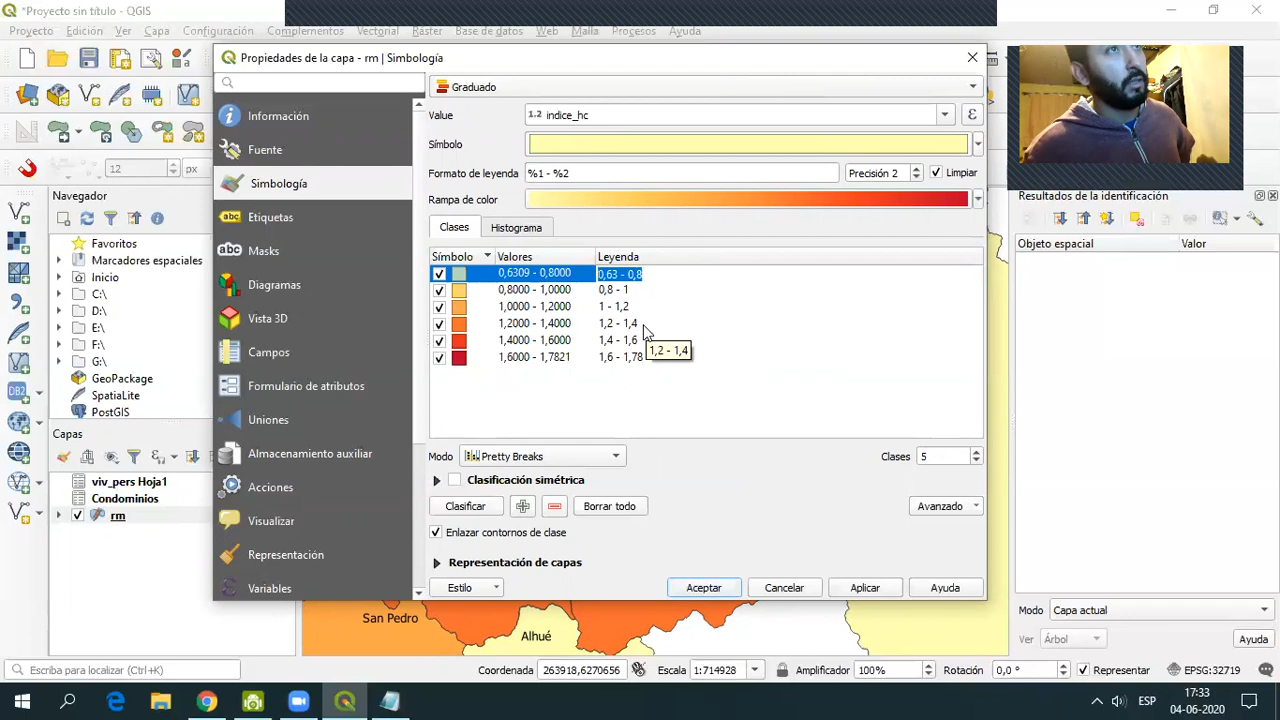 *Proyecto sin título - QGIS
Proyecto Edición Ver Capa Configuración Complementos Vectorial Ráster Base de datos Web Malla Procesos Ayuda
Propiedades de la capa - rm | Simbología
Graduado
Información
Value 1.2 indice_hc
Fuente
Símbolo
12 px
Formato de leyenda %1 - %2 Precisión 2 Limpiar
Simbología
Rampa de color
Navegador
Resultados de la identificación
Etiquetas
Clases Histograma
Favoritos
Objeto espacial Valor
Masks
Símbolo Valores Leyenda
Marcadores espaciales
0,6309 - 0,8000 0,63 - 0,8
Inicio
Diagramas
0,8000 - 1,0000 0,8 - 1
C:\
1,0000 - 1,2000 1 - 1,2
D:\
Vista 3D
1,2000 - 1,4000 1,2 - 1,4
E:\
1,4000 - 1,6000 1,4 - 1,6
1,2 - 1,4
F:\
Campos
1,6000 - 1,7821 1,6 - 1,78
G:\
GeoPackage
Formulario de atributos
SpatiaLite
PostGIS
Uniones
Capas
Almacenamiento auxiliar
Modo Pretty Breaks Clases 5
viv_pers Hoja1
Clasificación simétrica
Acciones
Condominios
Clasificar Borrar todo Avanzado
rm
Visualizar
Enlazar contornos de clase
Representación
Representación de capas
Variables
Estilo Aceptar Cancelar Aplicar Ayuda
Modo Capa actual
San Pedro
Alhué
Ver Árbol Ayuda
Escriba para localizar (Ctrl+K) Coordenada 263918,6270656 Escala 1:714928 Amplificador 100% Rotación 0,0 ° Representar EPSG:32719
ESP
17:33
04-06-2020